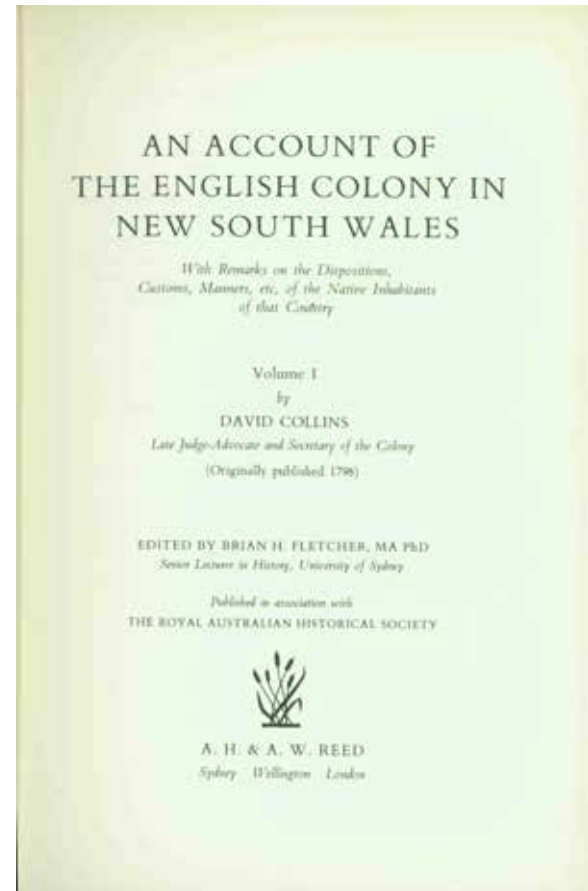 AN ACCOUNT OF
THE ENGLISH COLONY IN
NEW SOUTH WALES
With Remarks on the Dispositions,
Customs, Manners, etc, of the Native Inhabitants
of that Country
Volume I
by
DAVID COLLINS
Late Judge-Advocate and Secretary of the Colony
(Originally published 1798)
EDITED BY BRIAN H. FLETCHER, MA PhD
Senior Lecturer in History, University of Sydney
Published in association with
THE ROYAL AUSTRALIAN HISTORICAL SOCIETY
A. H. & A. W. REED
Sydney Wellington London